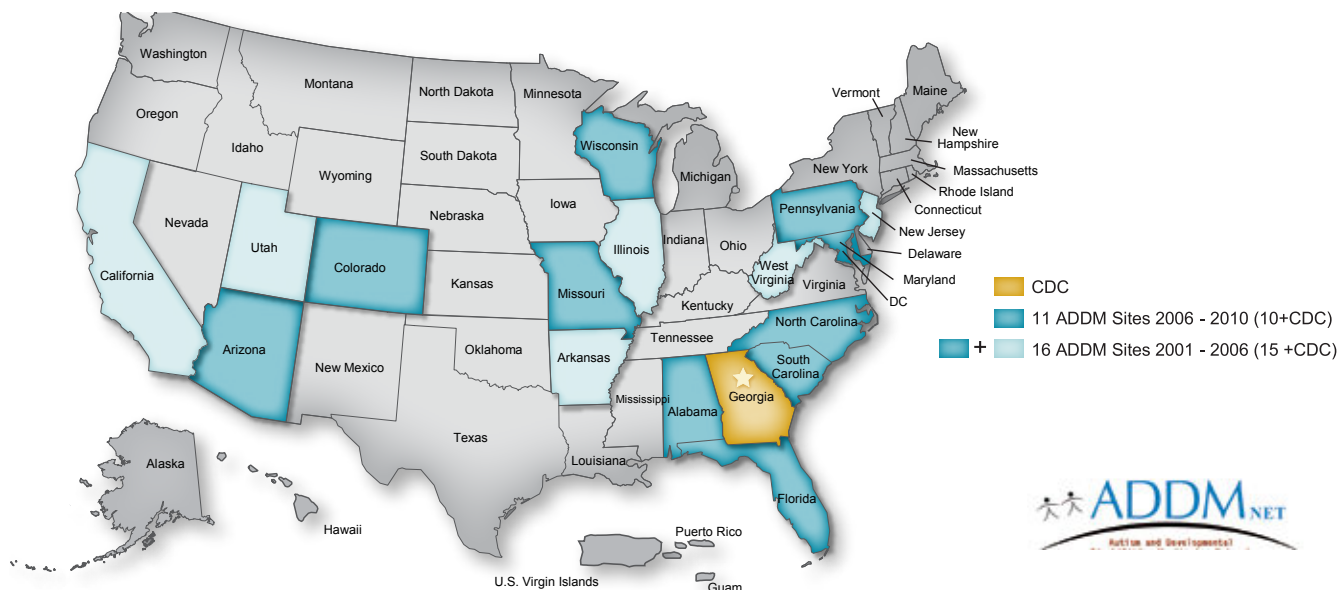 Washington
Montana
North Dakota
Minnesota
Maine
Vermont
Oregon
Idaho
Wisconsin
New
Hampshire
South Dakota
Wyoming
Michigan
New York
Massachusetts
Rhode Island
Connecticut
Iowa
Nebraska
Pennsylvania
Nevada
Utah
Illinois
Indiana
Ohio
New Jersey
Delaware
California
Colorado
Kansas
Missouri
West
Virginia
Virginia
Maryland
DC
Kentucky
CDC
North Carolina
11 ADDM Sites 2006 - 2010 (10+CDC)
Arizona
Oklahoma
Tennessee
+
16 ADDM Sites 2001 - 2006 (15 +CDC)
New Mexico
Arkansas
South
Carolina
Mississippi
Georgia
Alabama
Texas
Louisiana
Alaska
Florida
Hawaii
ADDM NET
Autism and Developmental
Puerto Rico
U.S. Virgin Islands
Guam